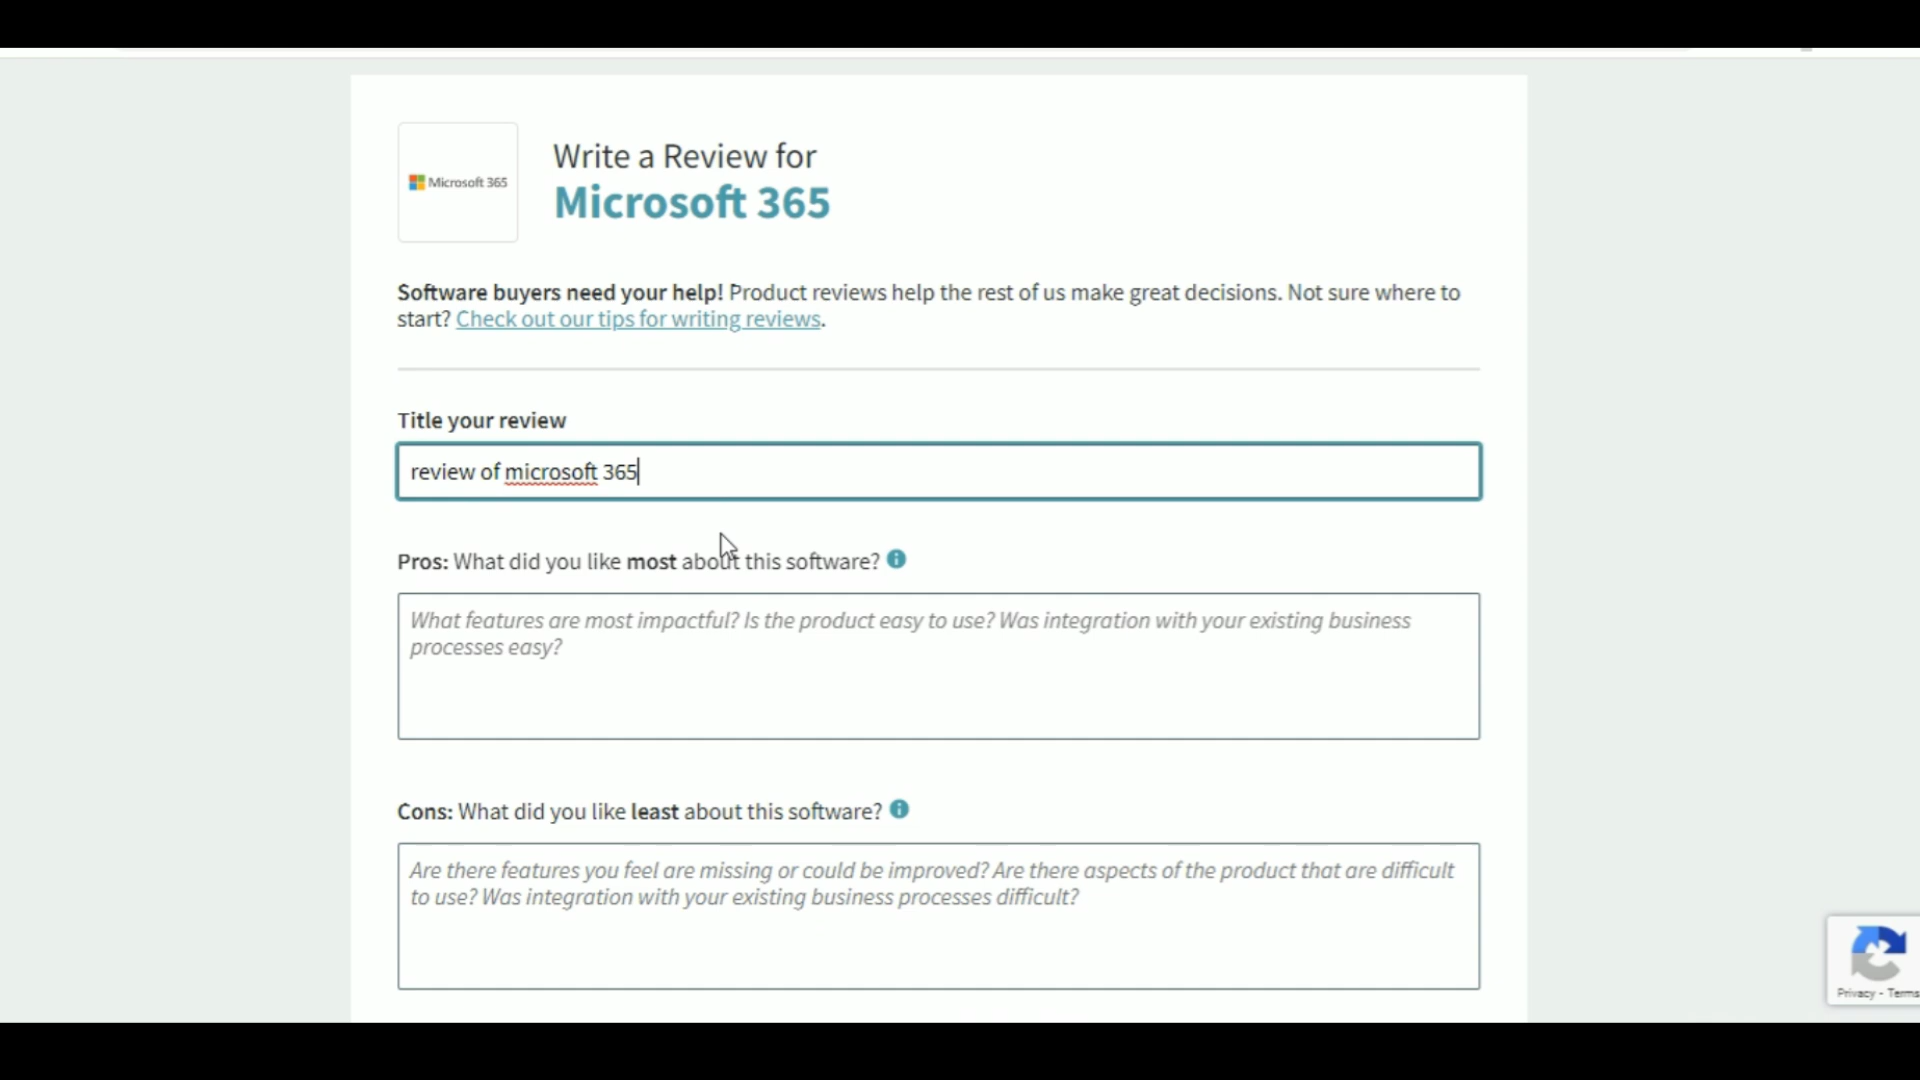 Microsoft 365
Write a Review for
Microsoft 365
Software buyers need your help! Product reviews help the rest of us make great decisions. Not sure where to
start? Check out our tips for writing reviews.
Title your review
review of microsoft 365
Pros: What did you like most about this software?
What features are most impactful? Is the product easy to use? Was integration with your existing business
processes easy?
Cons: What did you like least about this software?
Are there features you feel are missing or could be improved? Are there aspects of the product that are difficult
to use? Was integration with your existing business processes difficult?
Privacy - Terms